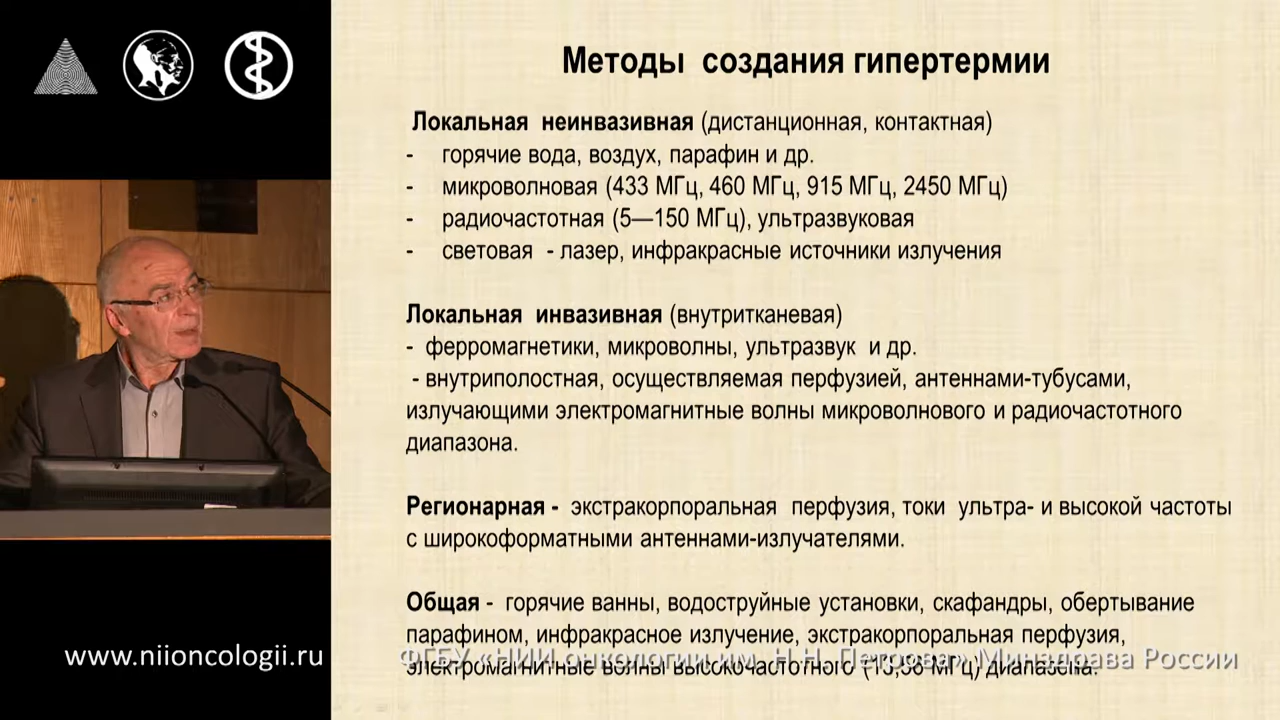 Методы создания гипертермии
Локальная неинвазивная (дистанционная, контактная)
- горячие вода, воздух, парафин и др.
- микроволновая (433 МГц, 460 МГц, 915 МГц, 2450 МГц)
- радиочастотная (5—150 МГц), ультразвуковая
- световая - лазер, инфракрасные источники излучения
Локальная инвазивная (внутритканевая)
- ферромагнетики, микроволны, ультразвук и др.
- внутриполостная, осуществляемая перфузией, антеннами-тубусами,
излучающими электромагнитные волны микроволнового и радиочастотного
диапазона.
Регионарная - экстракорпоральная перфузия, токи ультра- и высокой частоты
с широкоформатными антеннами-излучателями.
Общая - горячие ванны, водоструйные установки, скафандры, обертывание
парафином, инфракрасное излучение, экстракорпоральная перфузия,
электромагнитные волны высокочастотного (13,56 МГц) диапазона.
www.niioncologii.ru
ФГБУ «НИИ онкологии им. Н.Н. Петрова» Минздрава России